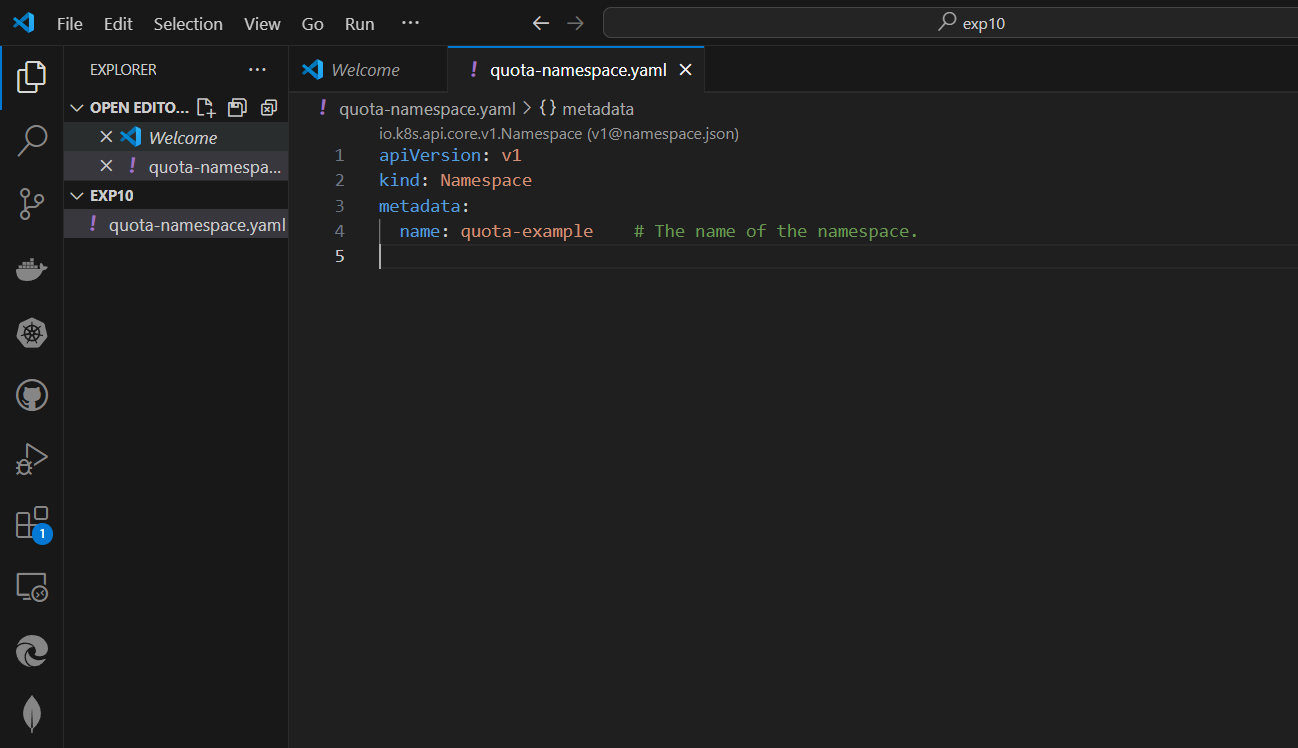 File Edit Selection View Go Run ···
exp10
EXPLORER ···
OPEN EDITO...
Welcome
quota-namespa...
EXP10
quota-namespace.yaml
1
Welcome
! quota-namespace.yaml
! quota-namespace.yaml > {} metadata
io.k8s.api.core.v1.Namespace (v1@namespace.json)
1 apiVersion: v1
2 kind: Namespace
3 metadata:
4   name: quota-example    # The name of the namespace.
5